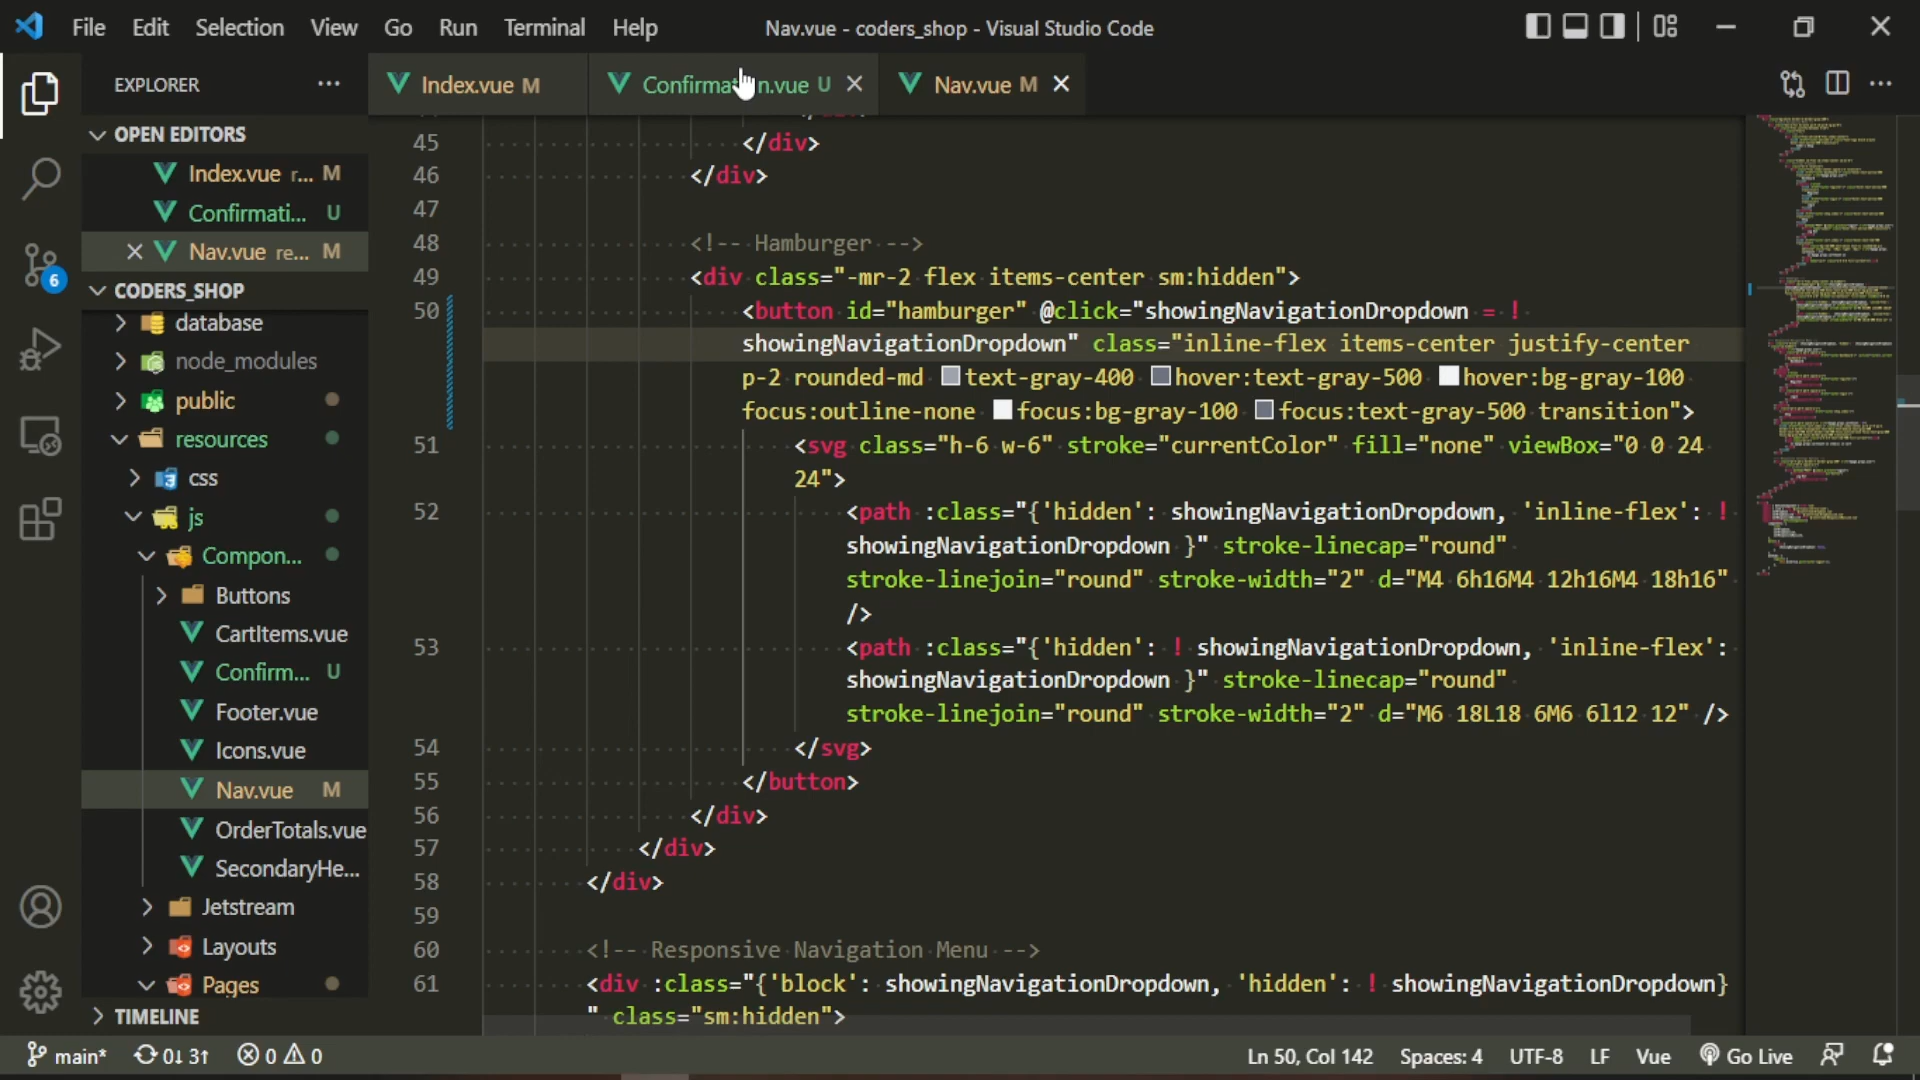 File Edit Selection View Go Run Terminal Help Nav.vue - coders_shop - Visual Studio Code
EXPLORER ··· Index.vue M Confirma n.vue U Nav.vue M
OPEN EDITORS
Index.vue r... M
Confirmati... U
Nav.vue re... M
CODERS_SHOP
database
node_modules
public
resources
css
js
Compon...
Buttons
CartItems.vue
Confirm... U
Footer.vue
Icons.vue
Nav.vue M
OrderTotals.vue
SecondaryHe...
Jetstream
Layouts
Pages
TIMELINE
45 </div>
46 </div>
47
48 <!-- Hamburger -->
49 <div class="-mr-2 flex items-center sm:hidden">
50 <button id="hamburger" @click="showingNavigationDropdown = !
showingNavigationDropdown" class="inline-flex items-center justify-center
p-2 rounded-md text-gray-400 hover:text-gray-500 hover:bg-gray-100
focus:outline-none focus:bg-gray-100 focus:text-gray-500 transition">
51 <svg class="h-6 w-6" stroke="currentColor" fill="none" viewBox="0 0 24
24">
52 <path :class="{'hidden': showingNavigationDropdown, 'inline-flex': !
showingNavigationDropdown }" stroke-linecap="round"
stroke-linejoin="round" stroke-width="2" d="M4 6h16M4 12h16M4 18h16"
/>
53 <path :class="{'hidden': ! showingNavigationDropdown, 'inline-flex':
showingNavigationDropdown }" stroke-linecap="round"
stroke-linejoin="round" stroke-width="2" d="M6 18L18 6M6 6l12 12" />
54 </svg>
55 </button>
56 </div>
57 </div>
58 </div>
59
60 <!-- Responsive Navigation Menu -->
61 <div :class="{'block': showingNavigationDropdown, 'hidden': ! showingNavigationDropdown}
" class="sm:hidden">
6
main* 0↓ 3↑ 0 0 Ln 50, Col 142 Spaces: 4 UTF-8 LF Vue Go Live